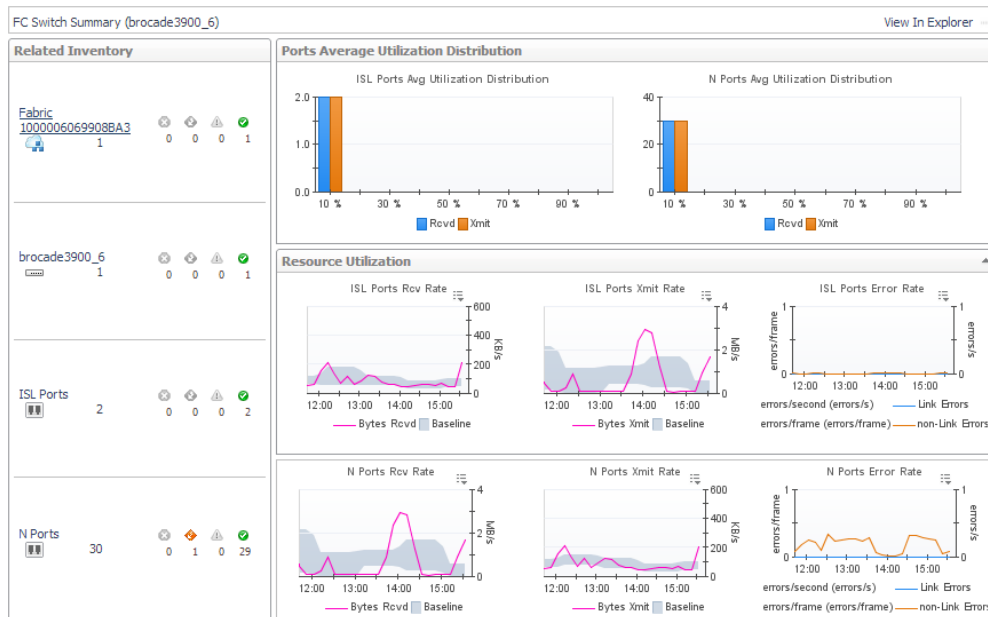 FC Switch Summary (brocade3900_6)
View In Explorer
Related Inventory
Fabric
1000006069908BA3
1
0 0 0 1
brocade3900_6
1
0 0 0 1
ISL Ports
2
0 0 0 2
N Ports
30
0 1 0 29
Ports Average Utilization Distribution
ISL Ports Avg Utilization Distribution
2.0
1.0
0.0
10 % 30 % 50 % 70 % 90 %
Rcvd Xmit
N Ports Avg Utilization Distribution
40
20
0
10 % 30 % 50 % 70 % 90 %
Rcvd Xmit
Resource Utilization
ISL Ports Rcv Rate
600
400
200
0
KB/s
12:00 13:00 14:00 15:00
Bytes Rcvd Baseline
ISL Ports Xmit Rate
4
2
0
MB/s
12:00 13:00 14:00 15:00
Bytes Xmit Baseline
ISL Ports Error Rate
1
0
errors/frame
1
0
errors/s
12:00 13:00 14:00 15:00
errors/second (errors/s) Link Errors
errors/frame (errors/frame) non-Link Errors
N Ports Rcv Rate
4
2
0
MB/s
12:00 13:00 14:00 15:00
Bytes Rcvd Baseline
N Ports Xmit Rate
600
400
200
0
KB/s
12:00 13:00 14:00 15:00
Bytes Xmit Baseline
N Ports Error Rate
1
0
errors/frame
1
0
errors/s
12:00 13:00 14:00 15:00
errors/second (errors/s) Link Errors
errors/frame (errors/frame) non-Link Errors